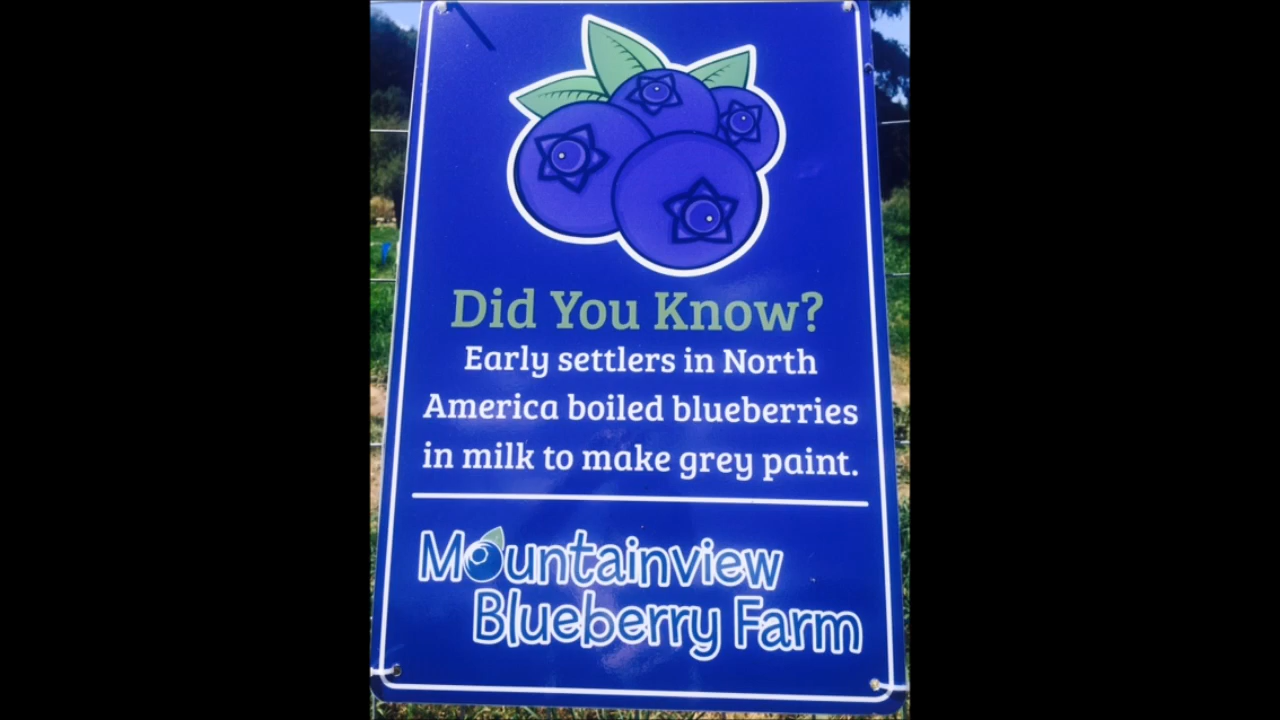 Did You Know?
Early settlers in North
America boiled blueberries
in milk to make grey paint.
Mountainview
Blueberry Farm